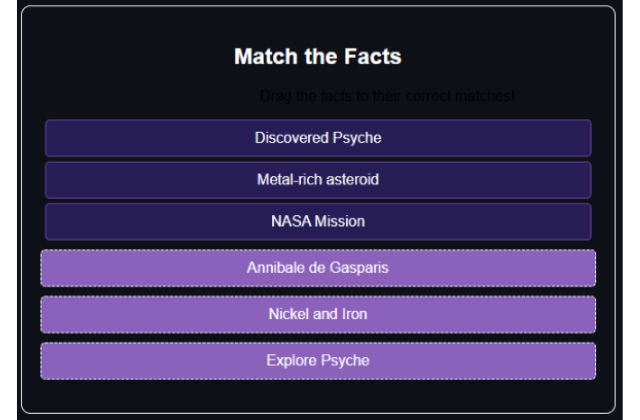 Match the Facts
Drag the facts to their correct matches!
Discovered Psyche
Metal-rich asteroid
NASA Mission
Annibale de Gasparis
Nickel and Iron
Explore Psyche